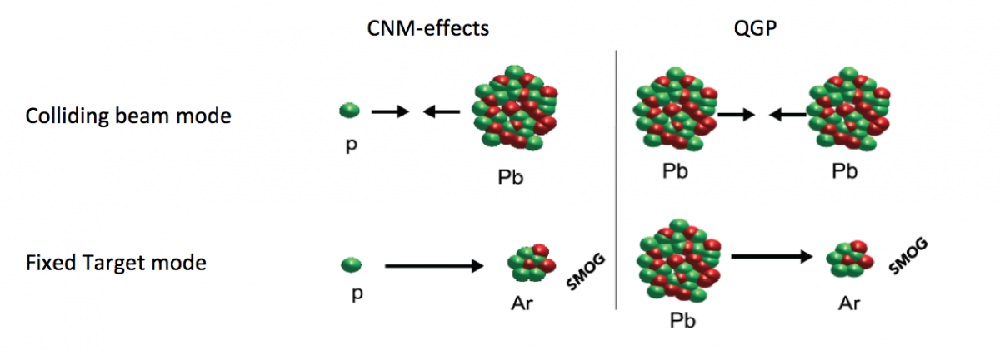 CNM-effects
QGP
Colliding beam mode
p
Pb
Pb
Pb
Fixed Target mode
p
Ar
SMOG
Pb
Ar
SMOG